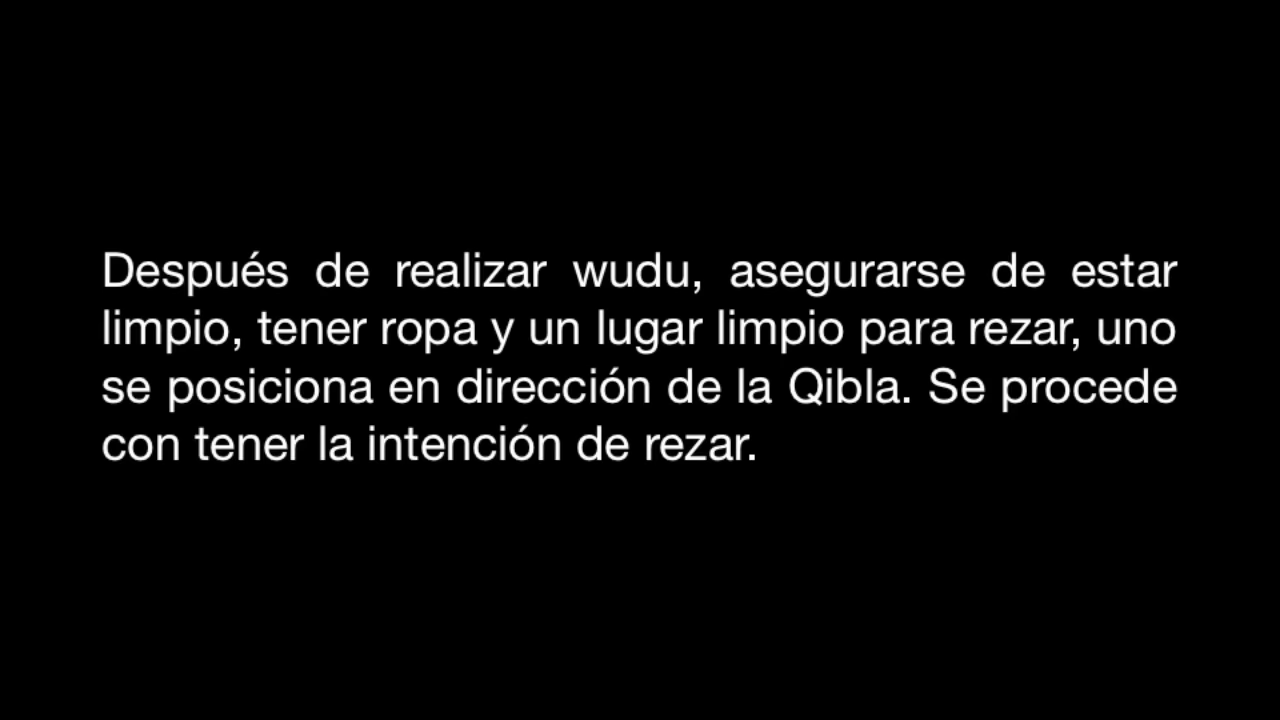 Después de realizar wudu, asegurarse de estar
limpio, tener ropa y un lugar limpio para rezar, uno
se posiciona en dirección de la Qibla. Se procede
con tener la intención de rezar.